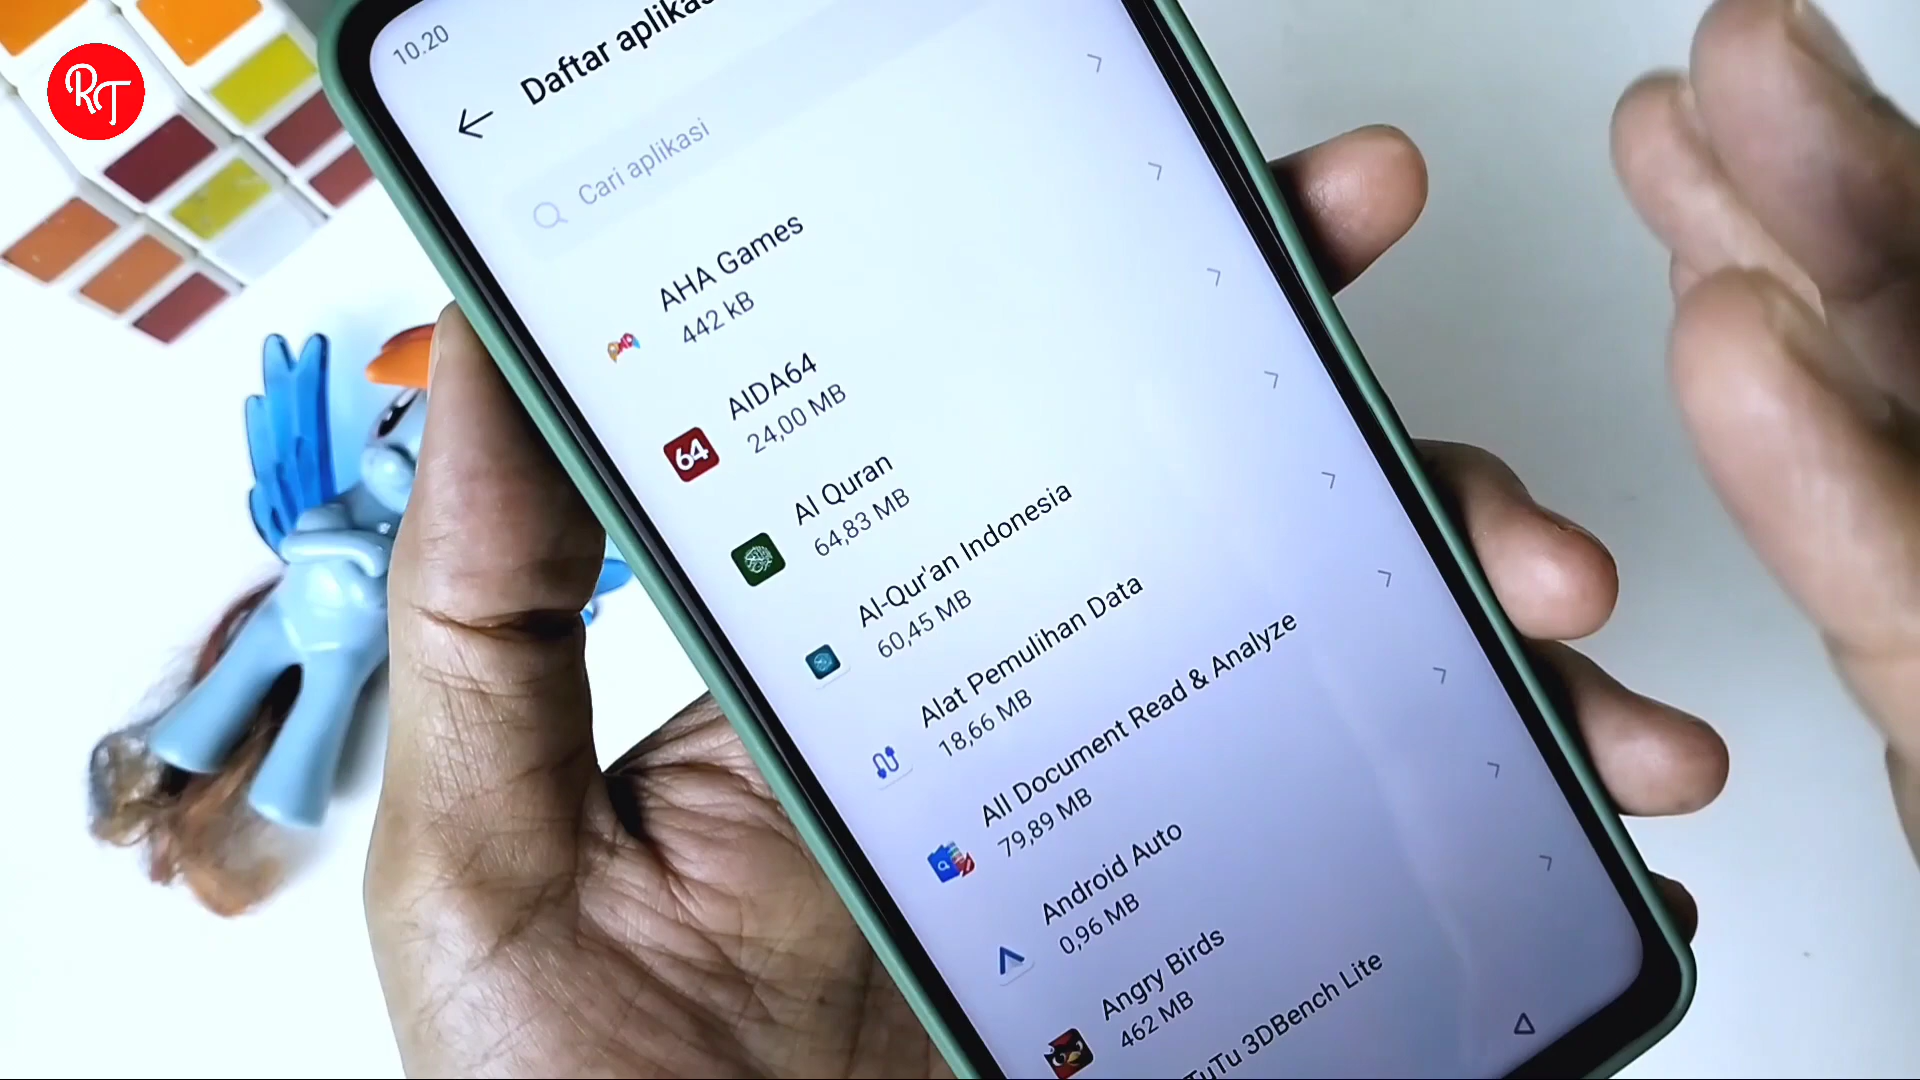 RT
10.20
Daftar aplikasi
Cari aplikasi
AHA Games
442 kB
64
AIDA64
24,00 MB
Al Quran
64,83 MB
Al-Qur'an Indonesia
60,45 MB
Alat Pemulihan Data
18,66 MB
All Document Read & Analyze
79,89 MB
Android Auto
0,96 MB
Angry Birds
462 MB
TuTu 3DBench Lite